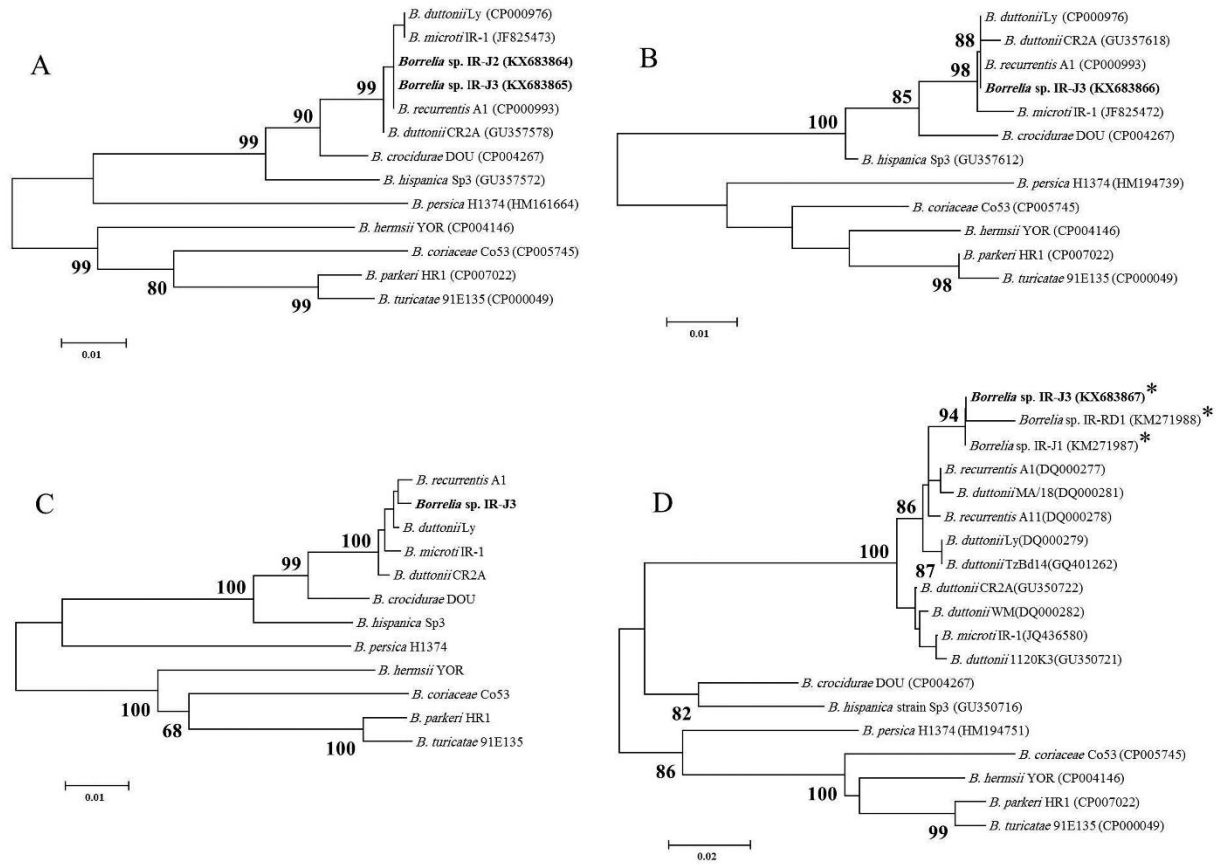 A
B. duttonii Ly (CP000976)
B. microti IR-1 (JF825473)
Borrelia sp. IR-J2 (KX683864)
Borrelia sp. IR-J3 (KX683865)
B. recurrentis A1 (CP000993)
B. duttonii CR2A (GU357578)
B. crocidurae DOU (CP004267)
B. hispanica Sp3 (GU357572)
B. persica H1374 (HM161664)
B. hermsii YOR (CP004146)
B. coriaceae Co53 (CP005745)
B. parkeri HR1 (CP007022)
B. turicatae 91E135 (CP000049)
99
90
99
99
80
99
0.01
B
B. duttonii Ly (CP000976)
B. duttonii CR2A (GU357618)
B. recurrentis A1 (CP000993)
Borrelia sp. IR-J3 (KX683866)
B. microti IR-1 (JF825472)
B. crocidurae DOU (CP004267)
B. hispanica Sp3 (GU357612)
B. persica H1374 (HM194739)
B. coriaceae Co53 (CP005745)
B. hermsii YOR (CP004146)
B. parkeri HR1 (CP007022)
B. turicatae 91E135 (CP000049)
88
98
85
100
98
0.01
C
B. recurrentis A1
Borrelia sp. IR-J3
B. duttonii Ly
B. microti IR-1
B. duttonii CR2A
B. crocidurae DOU
B. hispanica Sp3
B. persica H1374
B. hermsii YOR
B. coriaceae Co53
B. parkeri HR1
B. turicatae 91E135
100
99
100
100
68
100
0.01
D
Borrelia sp. IR-J3 (KX683867)*
Borrelia sp. IR-RD1 (KM271988)*
Borrelia sp. IR-J1 (KM271987)*
B. recurrentis A1(DQ000277)
B. duttonii MA/18(DQ000281)
B. recurrentis A11(DQ000278)
B. duttonii Ly(DQ000279)
B. duttonii TzBd14(GQ401262)
B. duttonii CR2A(GU350722)
B. duttonii WM(DQ000282)
B. microti IR-1(JQ436580)
B. duttonii 1120K3(GU350721)
B. crocidurae DOU (CP004267)
B. hispanica strain Sp3 (GU350716)
B. persica H1374 (HM194751)
B. coriaceae Co53 (CP005745)
B. hermsii YOR (CP004146)
B. parkeri HR1 (CP007022)
B. turicatae 91E135 (CP000049)
94
86
100
87
82
86
100
99
0.02